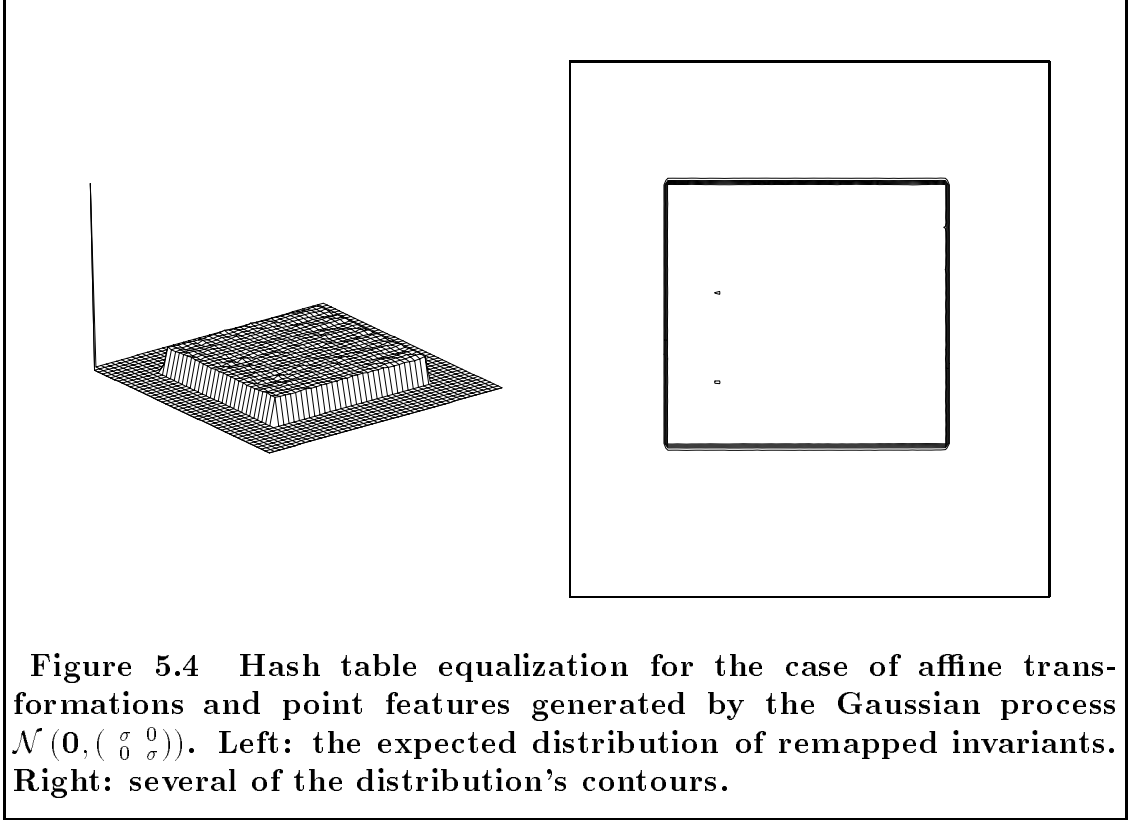 Figure 5.4 Hash table equalization for the case of affine trans-
formations and point features generated by the Gaussian process
𝒩(0, ( σ 0 0 σ )). Left: the expected distribution of remapped invariants.
Right: several of the distribution's contours.